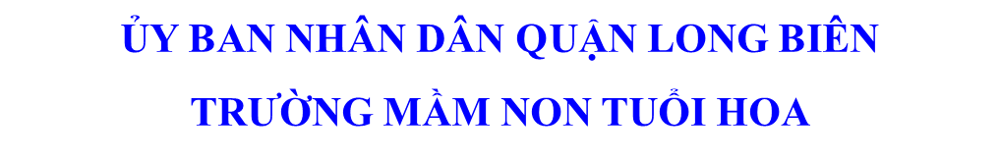 ỦY BAN NHÂN DÂN QUẬN LONG BIÊN
TRƯỜNG MẦM NON TUỔI HOA